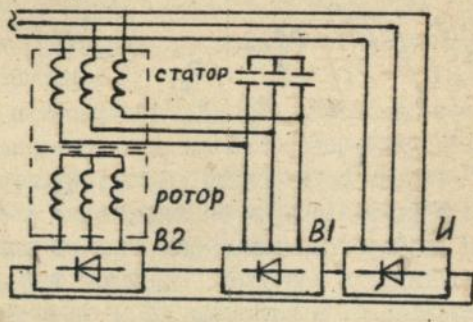 статор
ротор
В2
В1
И